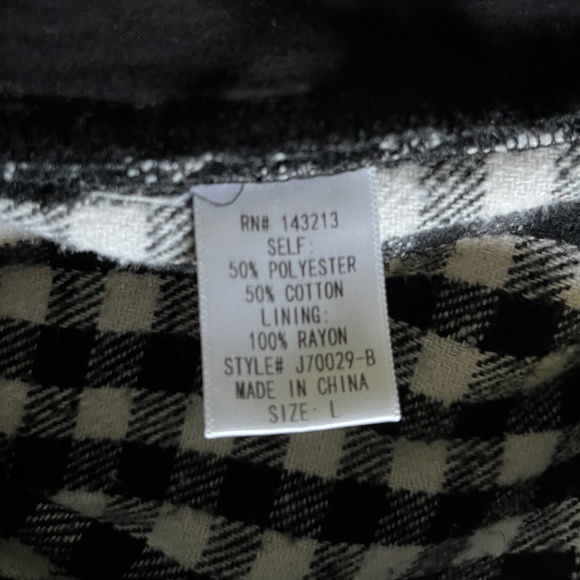 RN# 143213
SELF:
50% POLYESTER
50% COTTON
LINING:
100% RAYON
STYLE# J70029-B
MADE IN CHINA
SIZE: L